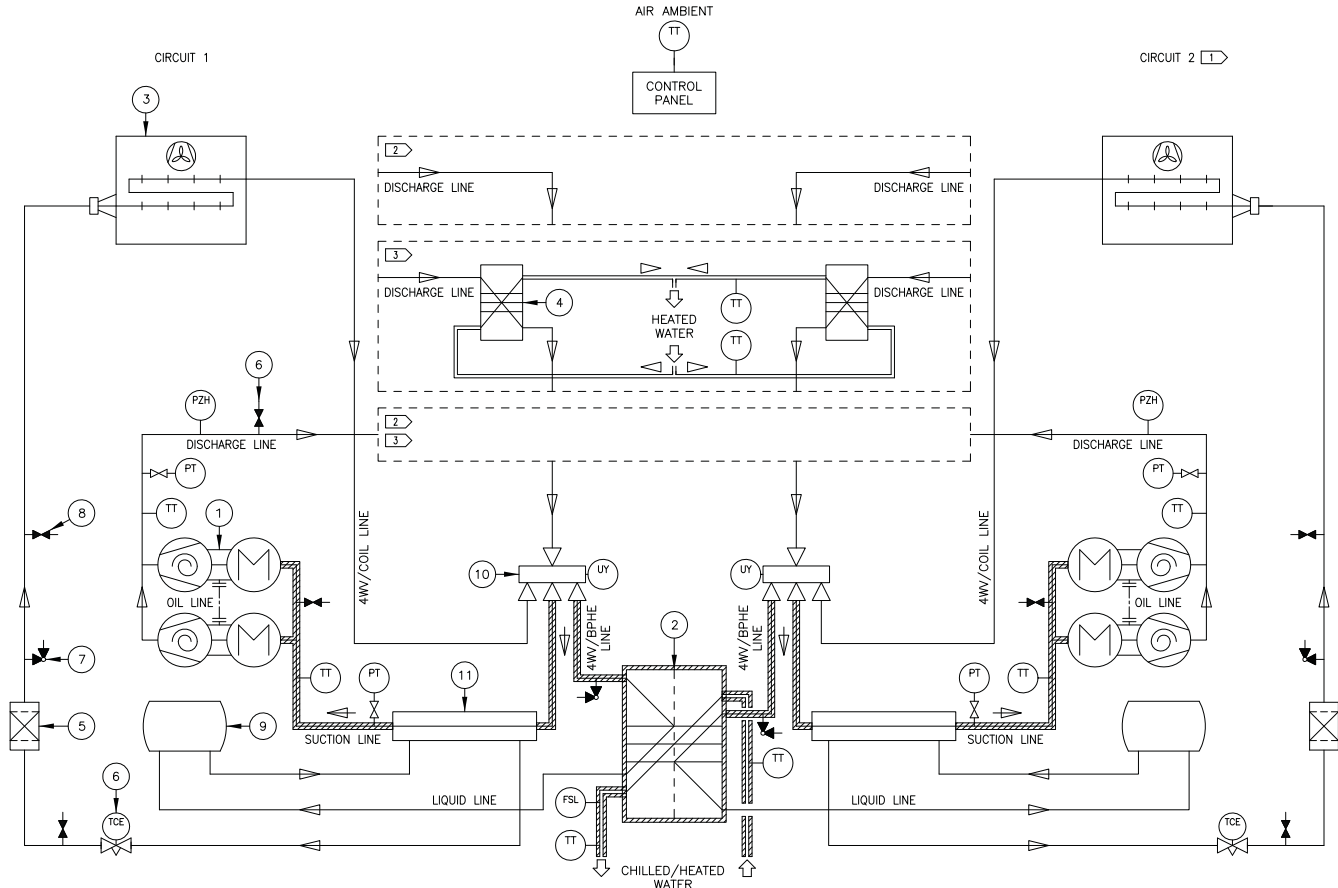 AIR AMBIENT
TT
CIRCUIT 1
CIRCUIT 2 1
CONTROL
PANEL
3
2
DISCHARGE LINE
DISCHARGE LINE
3
DISCHARGE LINE
DISCHARGE LINE
4
TT
HEATED
WATER
TT
6
PZH
PZH
2
3
DISCHARGE LINE
DISCHARGE LINE
PT
PT
TT
TT
8
1
4WV/COIL LINE
4WV/COIL LINE
10
UY
UY
OIL LINE
OIL LINE
7
2
4WV/BPHE
LINE
4WV/BPHE
LINE
TT
PT
11
PT
TT
5
9
SUCTION LINE
SUCTION LINE
TT
6
LIQUID LINE
FSL
LIQUID LINE
TCE
TT
TCE
CHILLED/HEATED
WATER